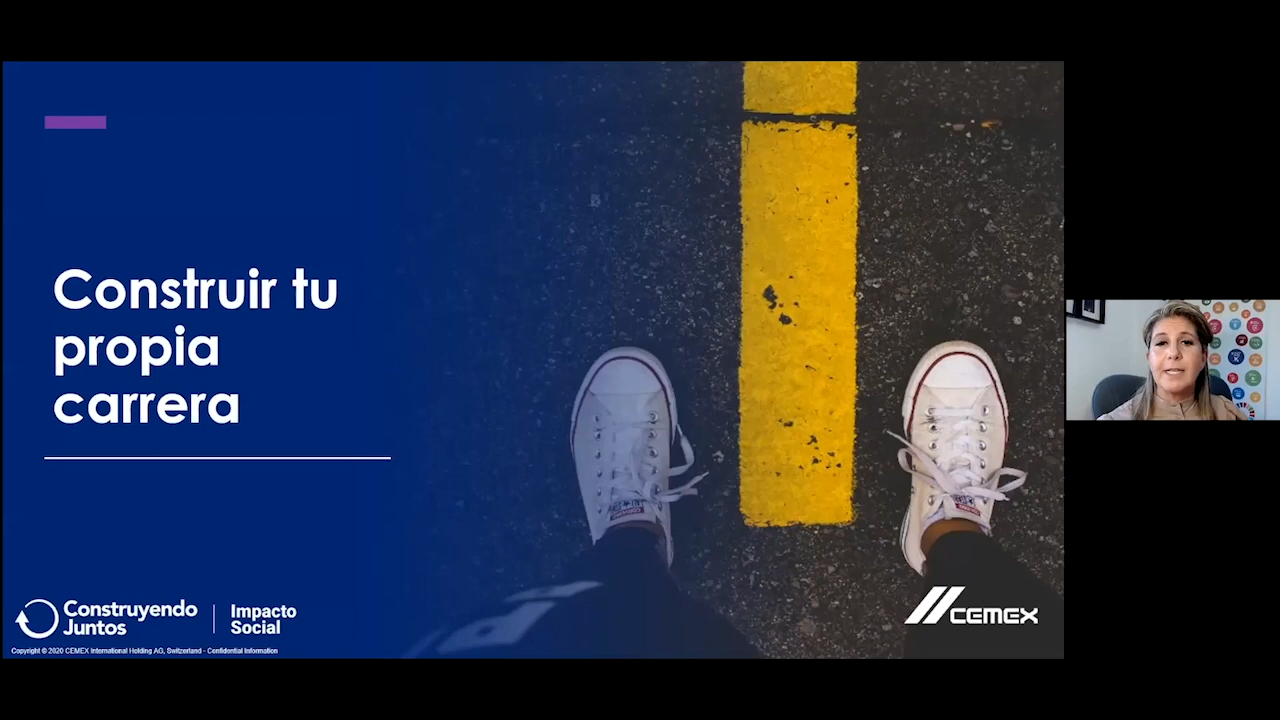 Construir tu
propia
carrera
Construyendo
Juntos
Impacto
Social
CEMEX
Copyright © 2020 CEMEX International Holding AG, Switzerland - Confidential Information